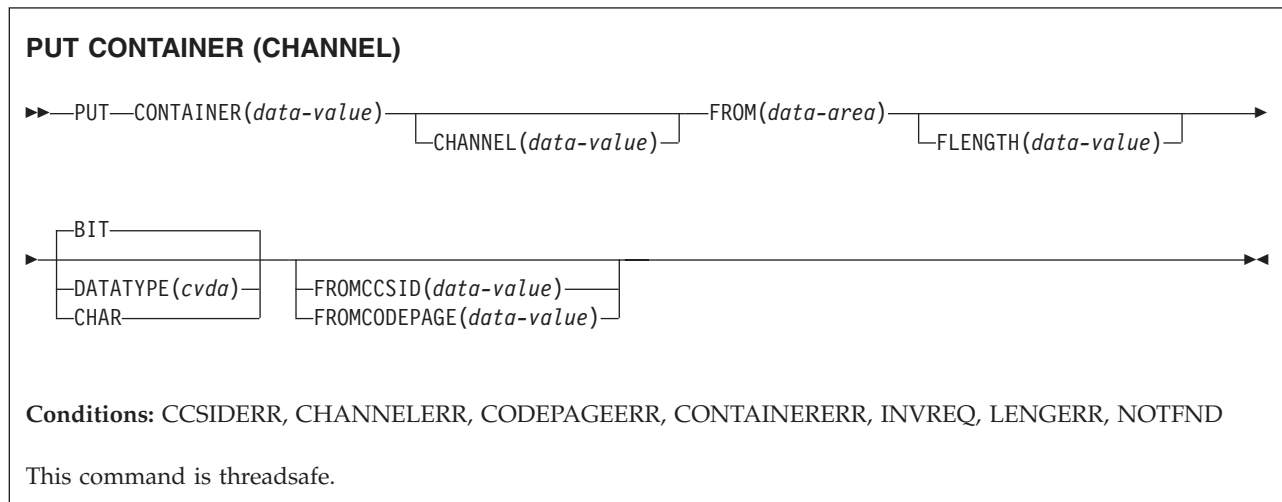 PUT CONTAINER (CHANNEL)
PUT CONTAINER(data-value) CHANNEL(data-value) FROM(data-area) FLENGTH(data-value)
BIT
DATATYPE(cvda) FROMCCSID(data-value)
CHAR FROMCODEPAGE(data-value)
Conditions: CCSIDERR, CHANNELERR, CODEPAGEERR, CONTAINERERR, INVREQ, LENGERR, NOTFND
This command is threadsafe.